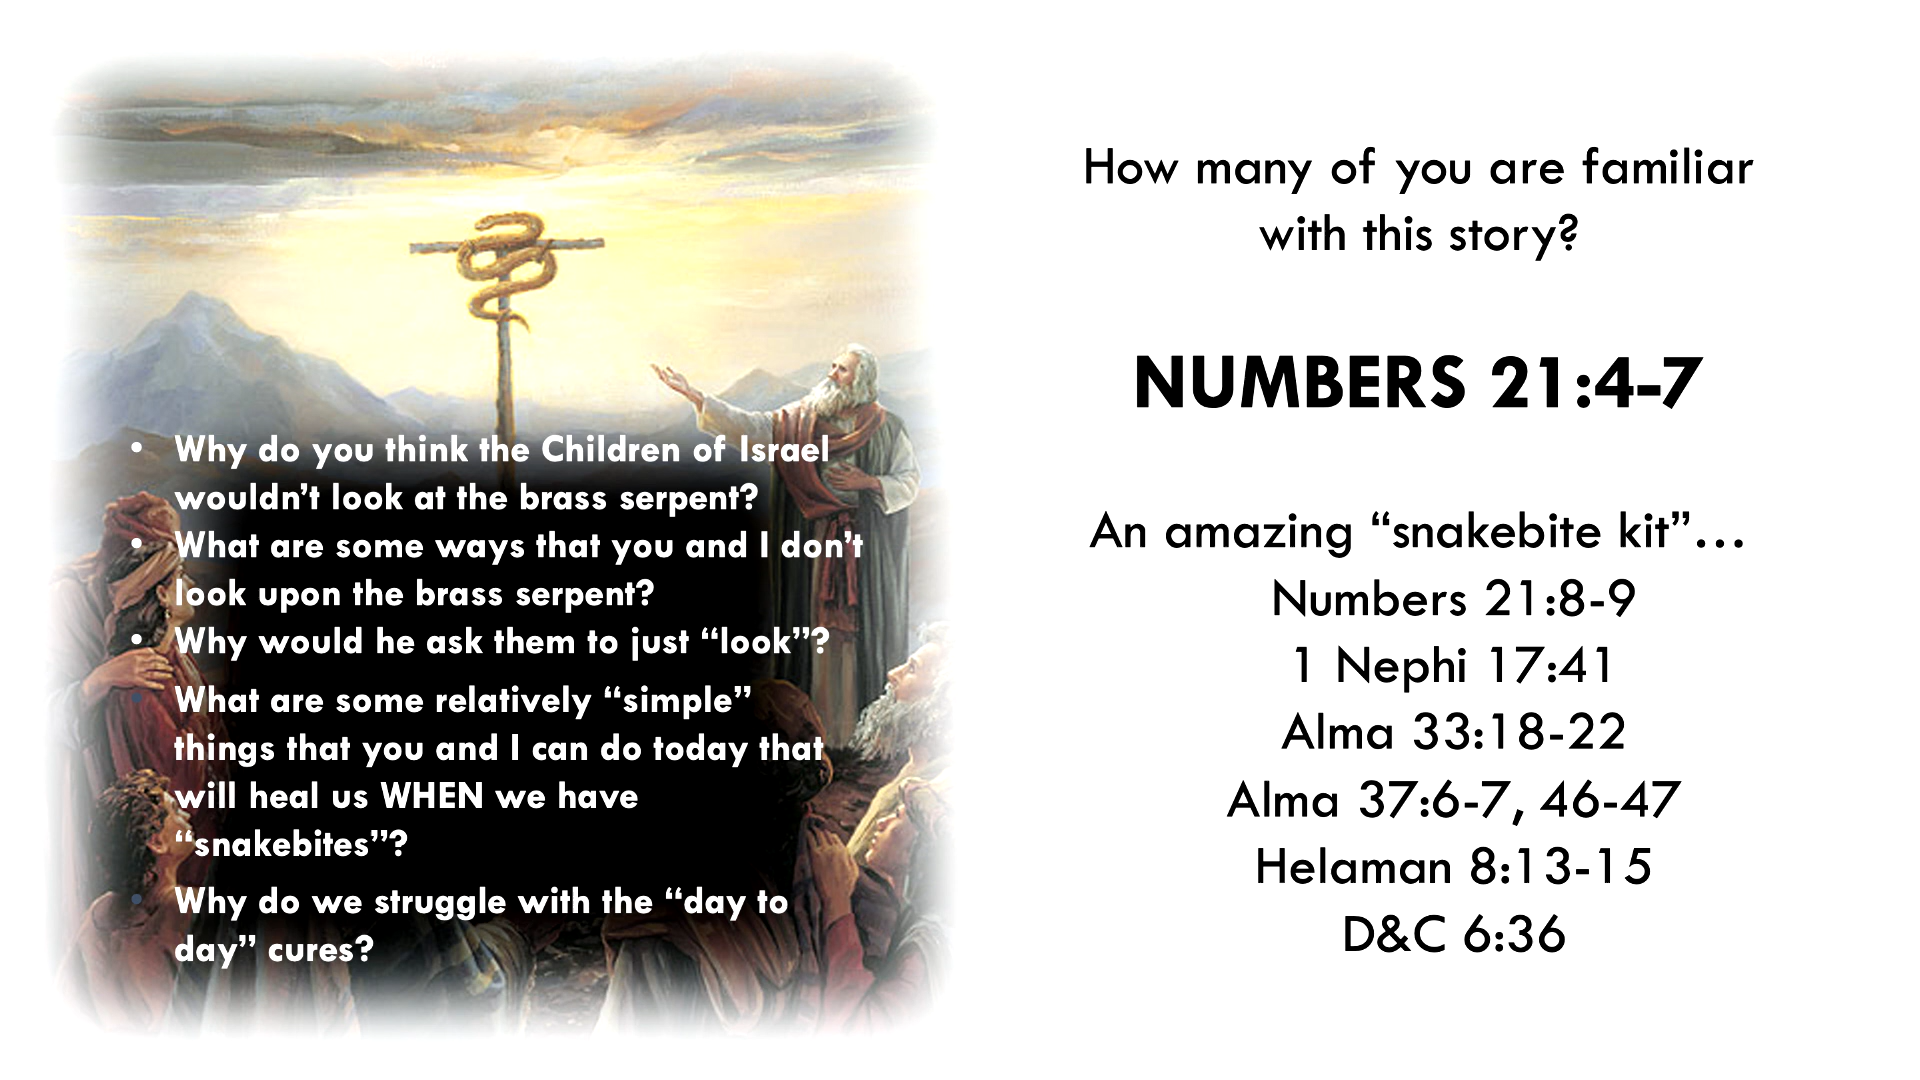 • Why do you think the Children of Israel
wouldn’t look at the brass serpent?
• What are some ways that you and I don’t
look upon the brass serpent?
• Why would he ask them to just “look”?
• What are some relatively “simple”
things that you and I can do today that
will heal us WHEN we have
“snakebites”?
• Why do we struggle with the “day to
day” cures?
How many of you are familiar
with this story?
NUMBERS 21:4-7
An amazing “snakebite kit”…
Numbers 21:8-9
1 Nephi 17:41
Alma 33:18-22
Alma 37:6-7, 46-47
Helaman 8:13-15
D&C 6:36